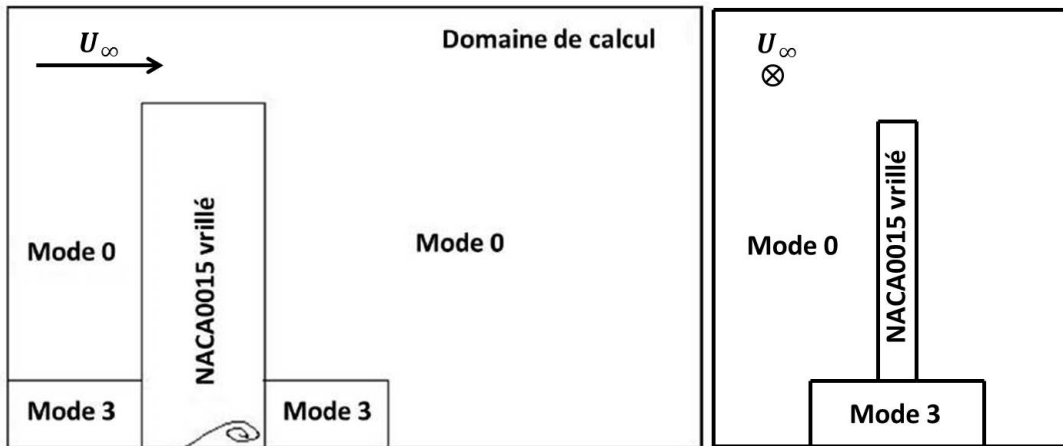 U∞
Domaine de calcul
NACA0015 vrillé
Mode 0
Mode 0
Mode 3
Mode 3
U∞
NACA0015 vrillé
Mode 0
Mode 3